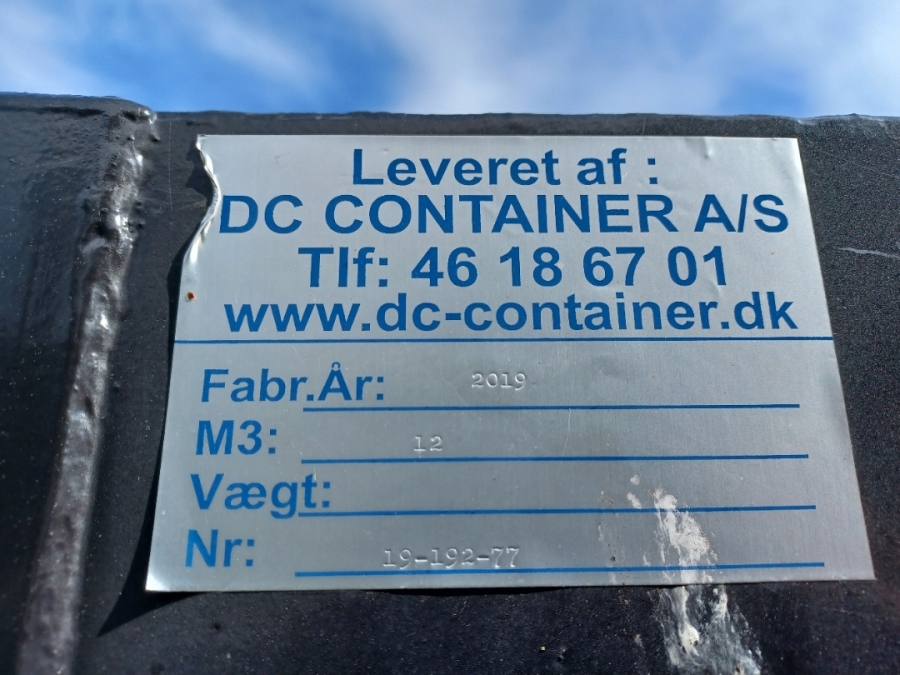 Leveret af :
DC CONTAINER A/S
Tlf: 46 18 67 01
www.dc-container.dk
Fabr.År: 2019
M3: 12
Vægt:
Nr: 19-192-77